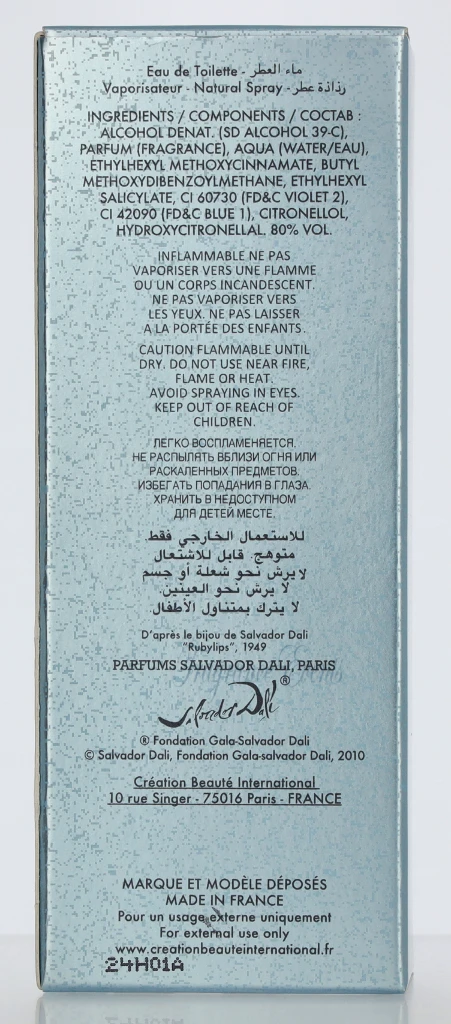 Eau de Toilette - ماء العطر
Vaporisateur - Natural Spray - رذاذة عطر
INGREDIENTS / COMPONENTS / COCTAB :
ALCOHOL DENAT. (SD ALCOHOL 39-C),
PARFUM (FRAGRANCE), AQUA (WATER/EAU),
ETHYLHEXYL METHOXYCINNAMATE, BUTYL
METHOXYDIBENZOYLMETHANE, ETHYLHEXYL
SALICYLATE, CI 60730 (FD&C VIOLET 2),
CI 42090 (FD&C BLUE 1), CITRONELLOL,
HYDROXYCITRONELLAL. 80% VOL.
INFLAMMABLE NE PAS
VAPORISER VERS UNE FLAMME
OU UN CORPS INCANDESCENT.
NE PAS VAPORISER VERS
LES YEUX. NE PAS LAISSER
A LA PORTÉE DES ENFANTS.
CAUTION FLAMMABLE UNTIL
DRY. DO NOT USE NEAR FIRE,
FLAME OR HEAT.
AVOID SPRAYING IN EYES.
KEEP OUT OF REACH OF
CHILDREN.
ЛЕГКО ВОСПЛАМЕНЯЕТСЯ.
НЕ РАСПЫЛЯТЬ ВБЛИЗИ ОГНЯ ИЛИ
РАСКАЛЕННЫХ ПРЕДМЕТОВ.
ИЗБЕГАТЬ ПОПАДАНИЯ В ГЛАЗА.
ХРАНИТЬ В НЕДОСТУПНОМ
ДЛЯ ДЕТЕЙ МЕСТЕ.
للاستعمال الخارجي فقط.
متوهج. قابل للاشتعال
لا يرش نحو شعلة أو جسم
لا يرش نحو العينين.
لا يترك بمتناول الأطفال.
D'après le bijou de Salvador Dali
"Rubylips", 1949
PARFUMS SALVADOR DALI, PARIS
Salvador Dali ®
® Fondation Gala-Salvador Dali
© Salvador Dali, Fondation Gala-salvador Dali, 2010
Création Beauté International
10 rue Singer - 75016 Paris - FRANCE
MARQUE ET MODÈLE DÉPOSÉS
MADE IN FRANCE
Pour un usage externe uniquement
For external use only
www.creationbeauteinternational.fr
24H01A